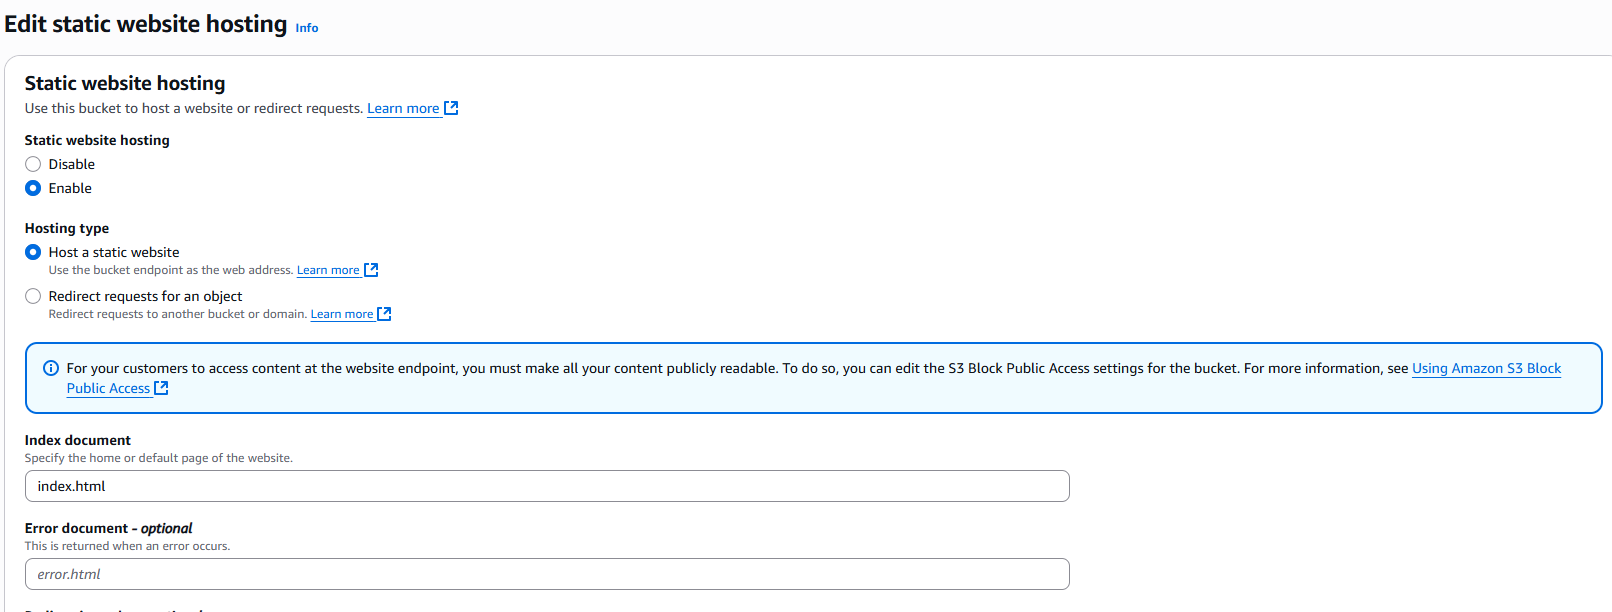 Edit static website hosting Info
Static website hosting
Use this bucket to host a website or redirect requests. Learn more
Static website hosting
Disable
Enable
Hosting type
Host a static website
Use the bucket endpoint as the web address. Learn more
Redirect requests for an object
Redirect requests to another bucket or domain. Learn more
For your customers to access content at the website endpoint, you must make all your content publicly readable. To do so, you can edit the S3 Block Public Access settings for the bucket. For more information, see Using Amazon S3 Block
Public Access
Index document
Specify the home or default page of the website.
index.html
Error document - optional
This is returned when an error occurs.
error.html